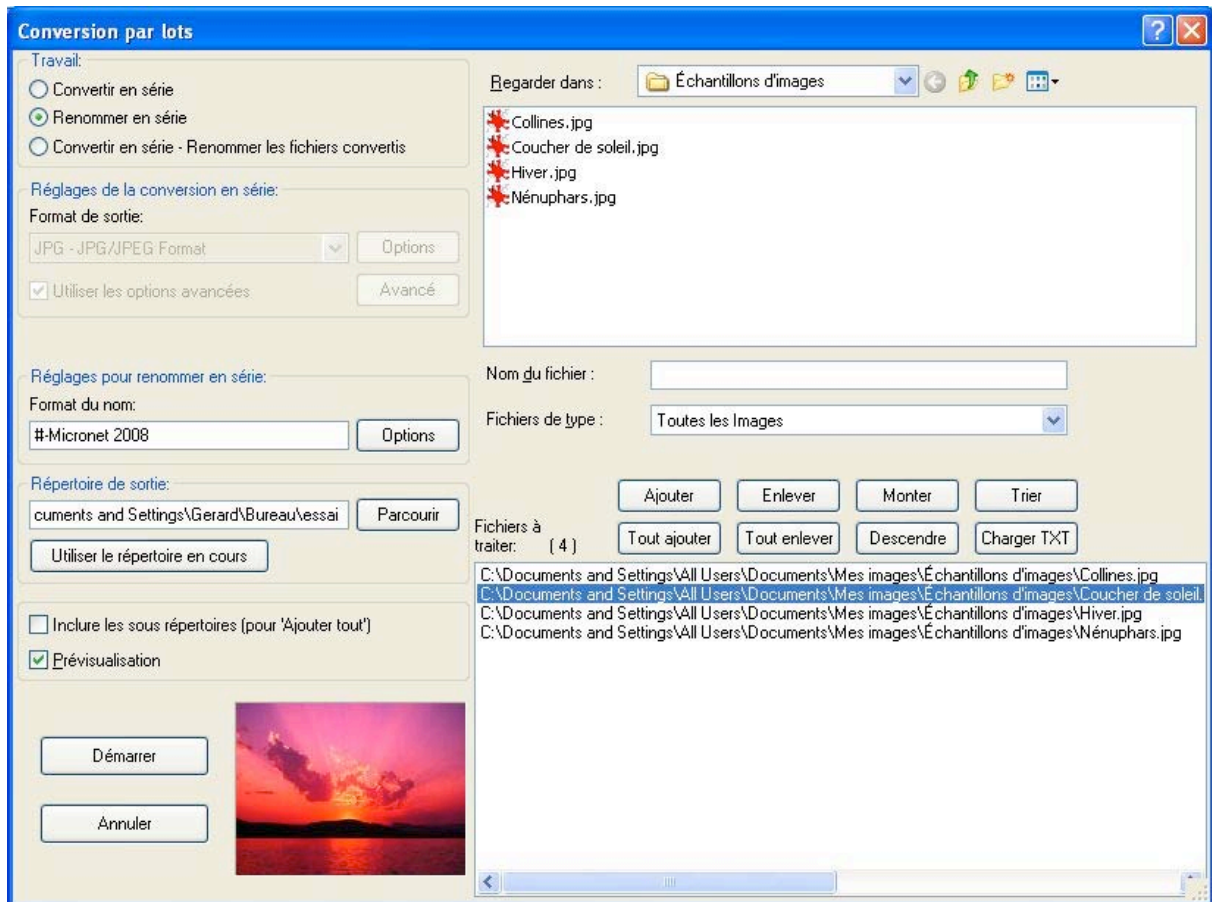 Conversion par lots
Travail:
Convertir en série
Renommer en série
Convertir en série - Renommer les fichiers convertis
Réglages de la conversion en série:
Format de sortie:
JPG - JPG/JPEG Format
Options
Utiliser les options avancées
Avancé
Réglages pour renommer en série:
Format du nom:
#-Micronet 2008
Options
Répertoire de sortie:
cuments and Settings\Gerard\Bureau\essai
Parcourir
Utiliser le répertoire en cours
Inclure les sous répertoires (pour 'Ajouter tout')
Prévisualisation
Démarrer
Annuler
Regarder dans :
Échantillons d'images
Collines.jpg
Coucher de soleil.jpg
Hiver.jpg
Nénuphars.jpg
Nom du fichier :
Fichiers de type :
Toutes les Images
Ajouter
Enlever
Monter
Trier
Fichiers à
traiter: ( 4 )
Tout ajouter
Tout enlever
Descendre
Charger TXT
C:\Documents and Settings\All Users\Documents\Mes images\Échantillons d'images\Collines.jpg
C:\Documents and Settings\All Users\Documents\Mes images\Échantillons d'images\Coucher de soleil.
C:\Documents and Settings\All Users\Documents\Mes images\Échantillons d'images\Hiver.jpg
C:\Documents and Settings\All Users\Documents\Mes images\Échantillons d'images\Nénuphars.jpg